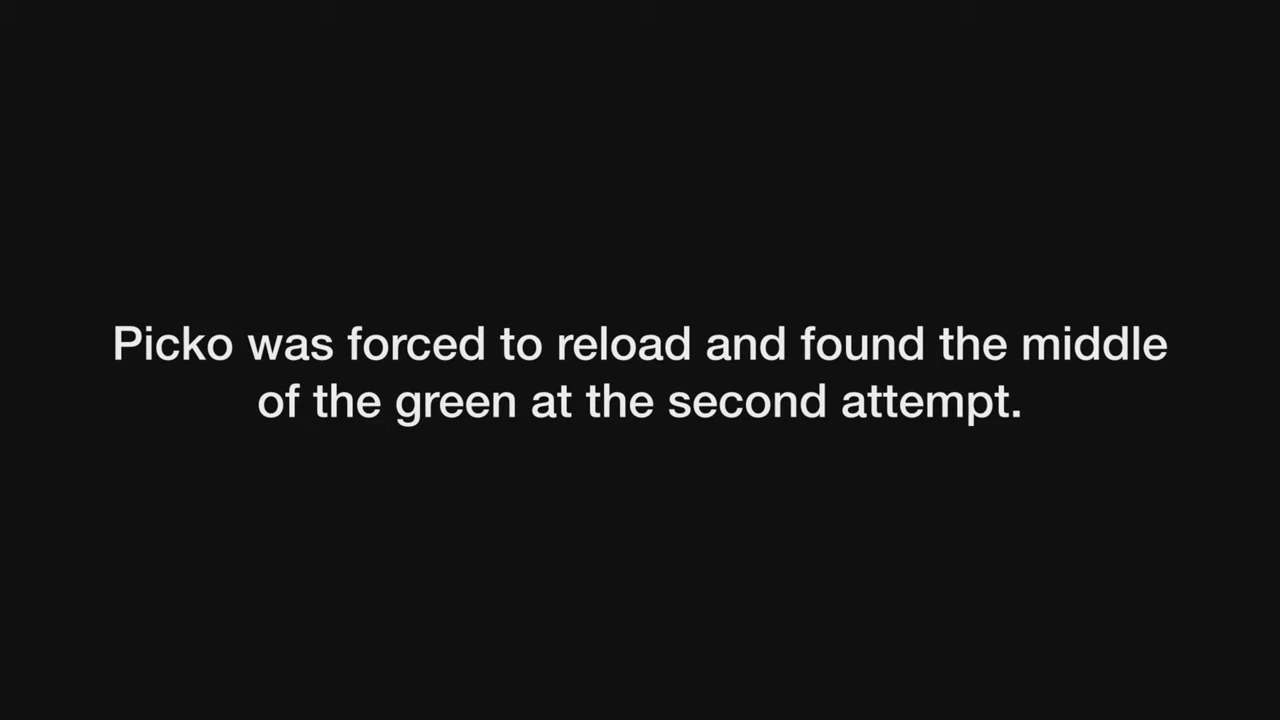 Picko was forced to reload and found the middle
of the green at the second attempt.